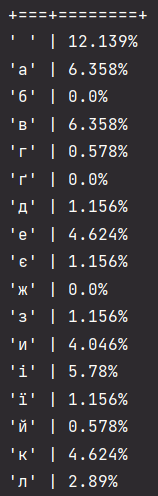 +===+========+
' ' | 12.139%
'а' | 6.358%
'б' | 0.0%
'в' | 6.358%
'г' | 0.578%
'ґ' | 0.0%
'д' | 1.156%
'е' | 4.624%
'є' | 1.156%
'ж' | 0.0%
'з' | 1.156%
'и' | 4.046%
'і' | 5.78%
'ї' | 1.156%
'й' | 0.578%
'к' | 4.624%
'л' | 2.89%